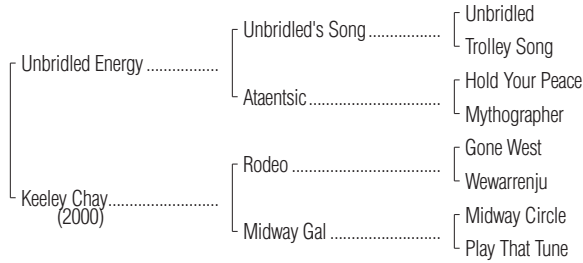 Unbridled
Unbridled's Song ..................
Trolley Song
Unbridled Energy ..................
Hold Your Peace
Ataentsic..............................
Mythographer
Gone West
Rodeo ..................................
Wewarrenju
Keeley Chay...........................
(2000)
Midway Circle
Midway Gal ...........................
Play That Tune